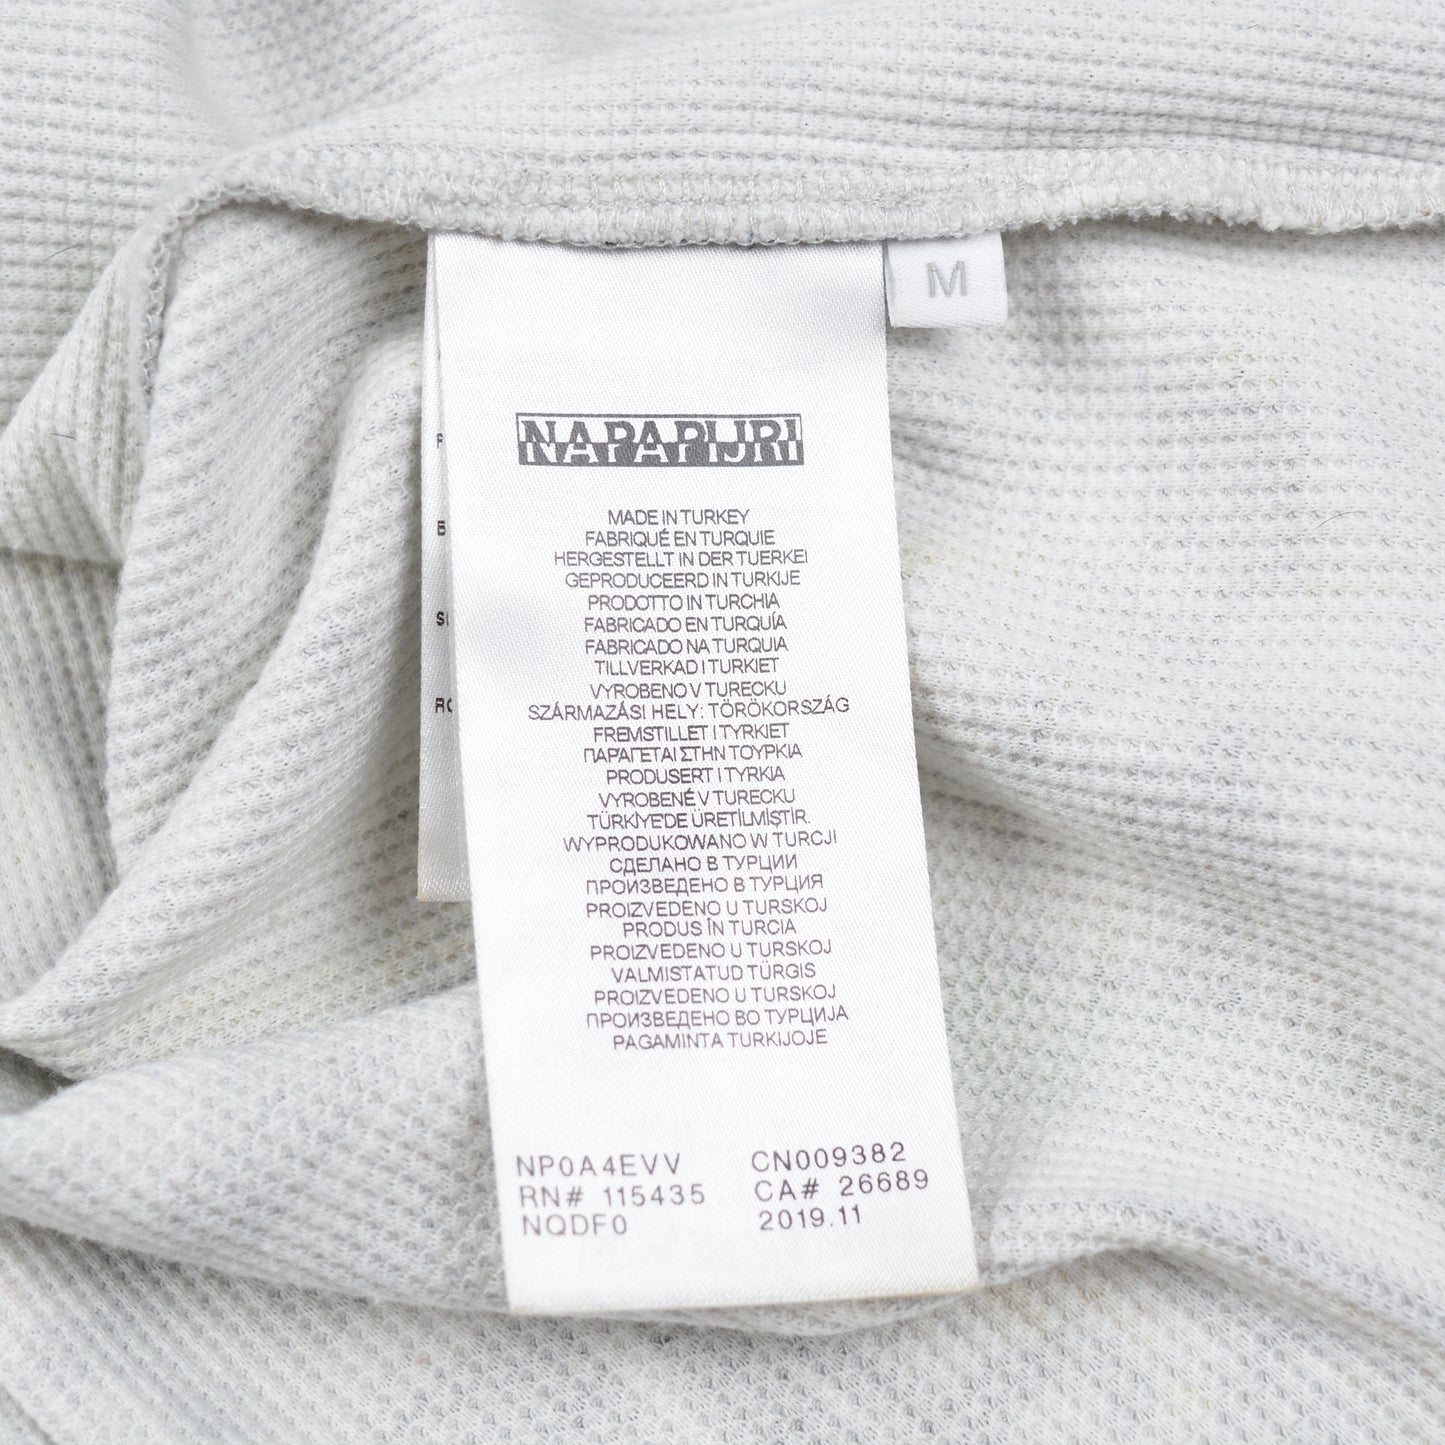 M
NAPAPIJRI
MADE IN TURKEY
FABRIQUÉ EN TURQUIE
HERGESTELLT IN DER TUERKEI
GEPRODUCEERD IN TURKIJE
PRODOTTO IN TURCHIA
FABRICADO EN TURQUÍA
FABRICADO NA TURQUIA
TILLVERKAD I TURKIET
VYROBENO V TURECKU
SZÁRMAZÁSI HELY: TÖRÖKORSZÁG
FREMSTILLET I TYRKIET
ΠΑΡΑΓΕΤΑΙ ΣΤΗΝ ΤΟΥΡΚΙΑ
PRODUSERT I TYRKIA
VYROBENÉ V TURECKU
TÜRKİYE'DE ÜRETİLMİŞTİR.
WYPRODUKOWANO W TURCJI
СДЕЛАНО В ТУРЦИИ
ПРОИЗВЕДЕНО В ТУРЦИЯ
PROIZVEDENO U TURSKOJ
PRODUS ÎN TURCIA
PROIZVEDENO U TURSKOJ
VALMISTATUD TÜRGIS
PROIZVEDENO U TURSKOJ
ПРОИЗВЕДЕНО ВО ТУРЦИЈА
PAGAMINTA TURKIJOJE
NP0A4EVV CN009382
RN# 115435 CA# 26689
NQDF0 2019.11